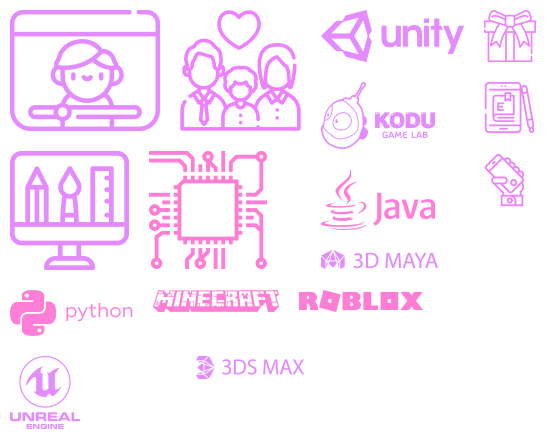 unity
KODU
GAME LAB
E
Java
3D MAYA
python
MINECRAFT
ROBLOX
3DS MAX
UNREAL
ENGINE